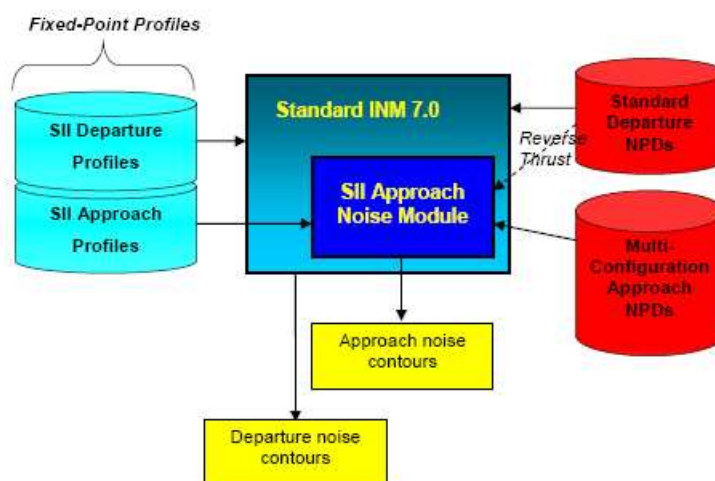 Fixed-Point Profiles
SII Departure
Profiles
SII Approach
Profiles
Standard INM 7.0
SII Approach
Noise Module
Reverse
Thrust
Standard
Departure
NPDs
Multi-
Configuration
Approach
NPDs
Approach noise
contours
Departure noise
contours